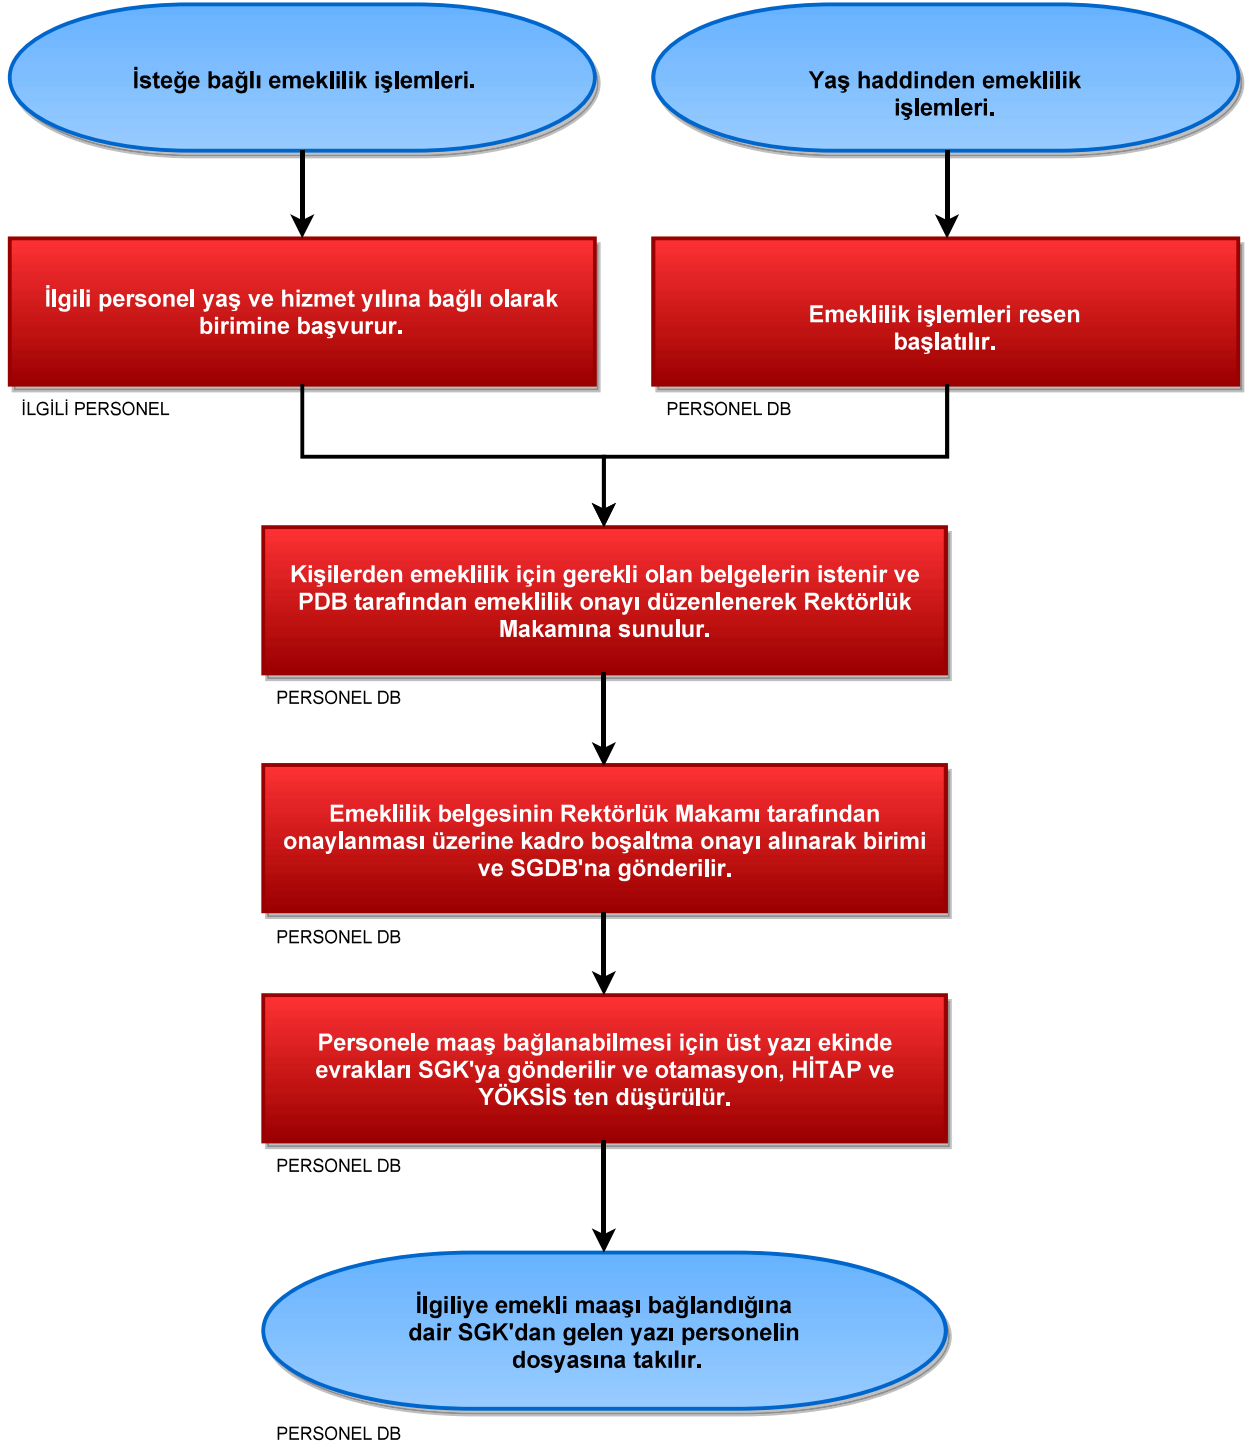 İsteğe bağlı emeklilik işlemleri.
Yaş haddinden emeklilik
işlemleri.
İlgili personel yaş ve hizmet yılına bağlı olarak
birimine başvurur.
İLGİLİ PERSONEL
Emeklilik işlemleri resen
başlatılır.
PERSONEL DB
Kişilerden emeklilik için gerekli olan belgelerin istenir ve
PDB tarafından emeklilik onayı düzenlenerek Rektörlük
Makamına sunulur.
PERSONEL DB
Emeklilik belgesinin Rektörlük Makamı tarafından
onaylanması üzerine kadro boşaltma onayı alınarak birimi
ve SGDB'na gönderilir.
PERSONEL DB
Personele maaş bağlanabilmesi için üst yazı ekinde
evrakları SGK'ya gönderilir ve otamasyon, HİTAP ve
YÖKSİS ten düşürülür.
PERSONEL DB
İlgiliye emekli maaşı bağlandığına
dair SGK'dan gelen yazı personelin
dosyasına takılır.
PERSONEL DB